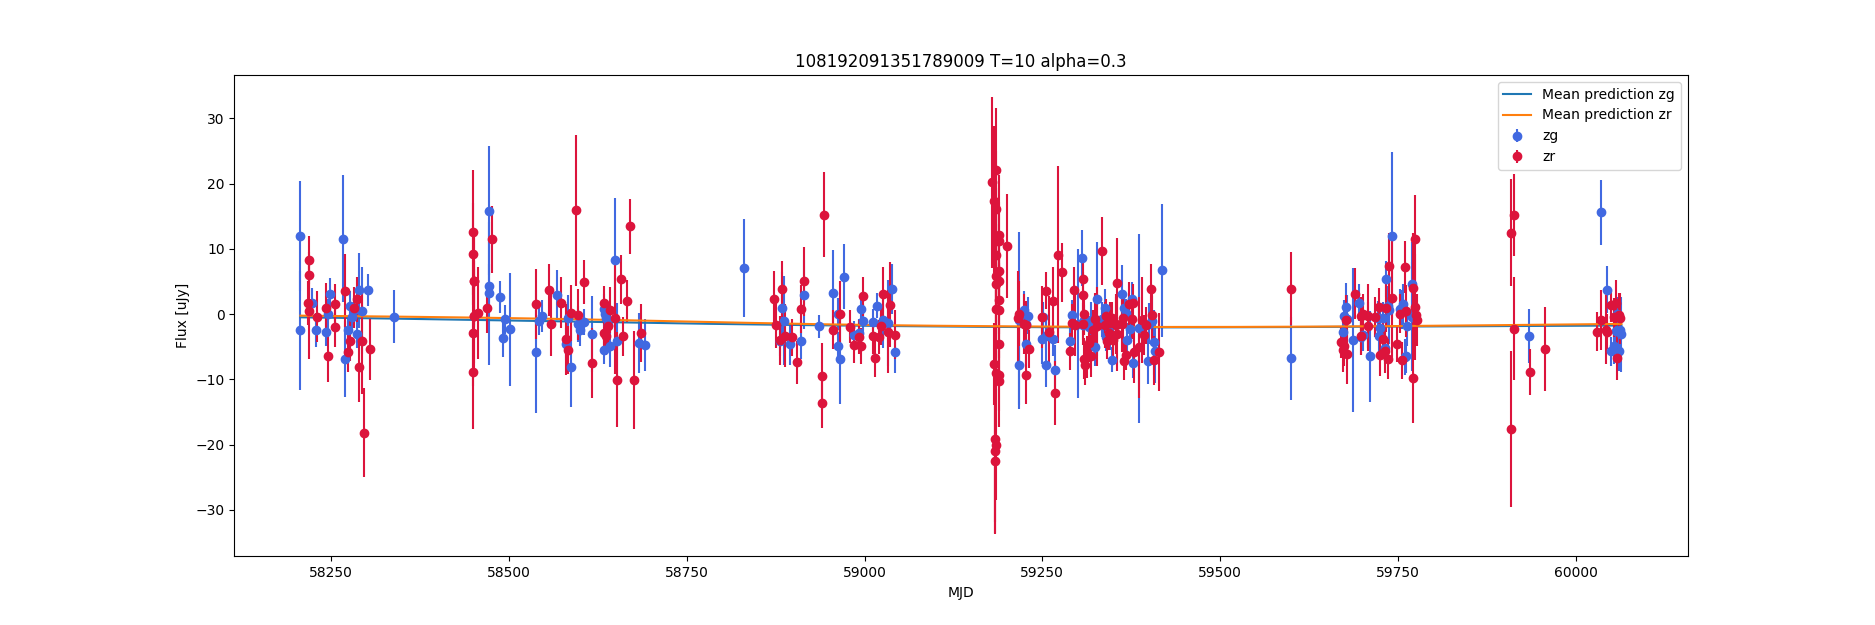 108192091351789009 T=10 alpha=0.3
Mean prediction zg
Mean prediction zr
zg
zr
Flux [uJy]
30
20
10
0
−10
−20
−30
58250 58500 58750 59000 59250 59500 59750 60000
MJD